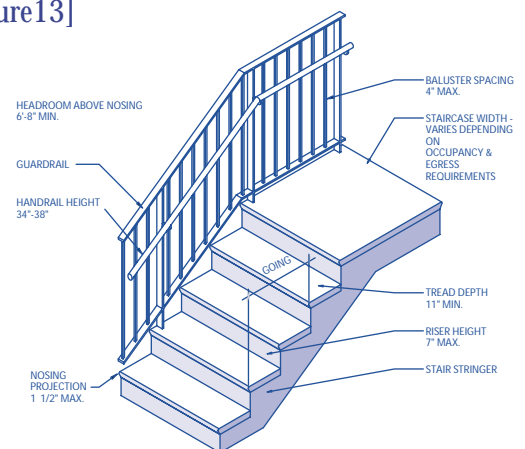 ure13]
HEADROOM ABOVE NOSING
6'-8" MIN.
GUARDRAIL
HANDRAIL HEIGHT
34"-38"
NOSING
PROJECTION
1 1/2" MAX.
GOING
BALUSTER SPACING
4" MAX.
STAIRCASE WIDTH -
VARIES DEPENDING
ON
OCCUPANCY &
EGRESS
REQUIREMENTS
TREAD DEPTH
11" MIN.
RISER HEIGHT
7" MAX.
STAIR STRINGER